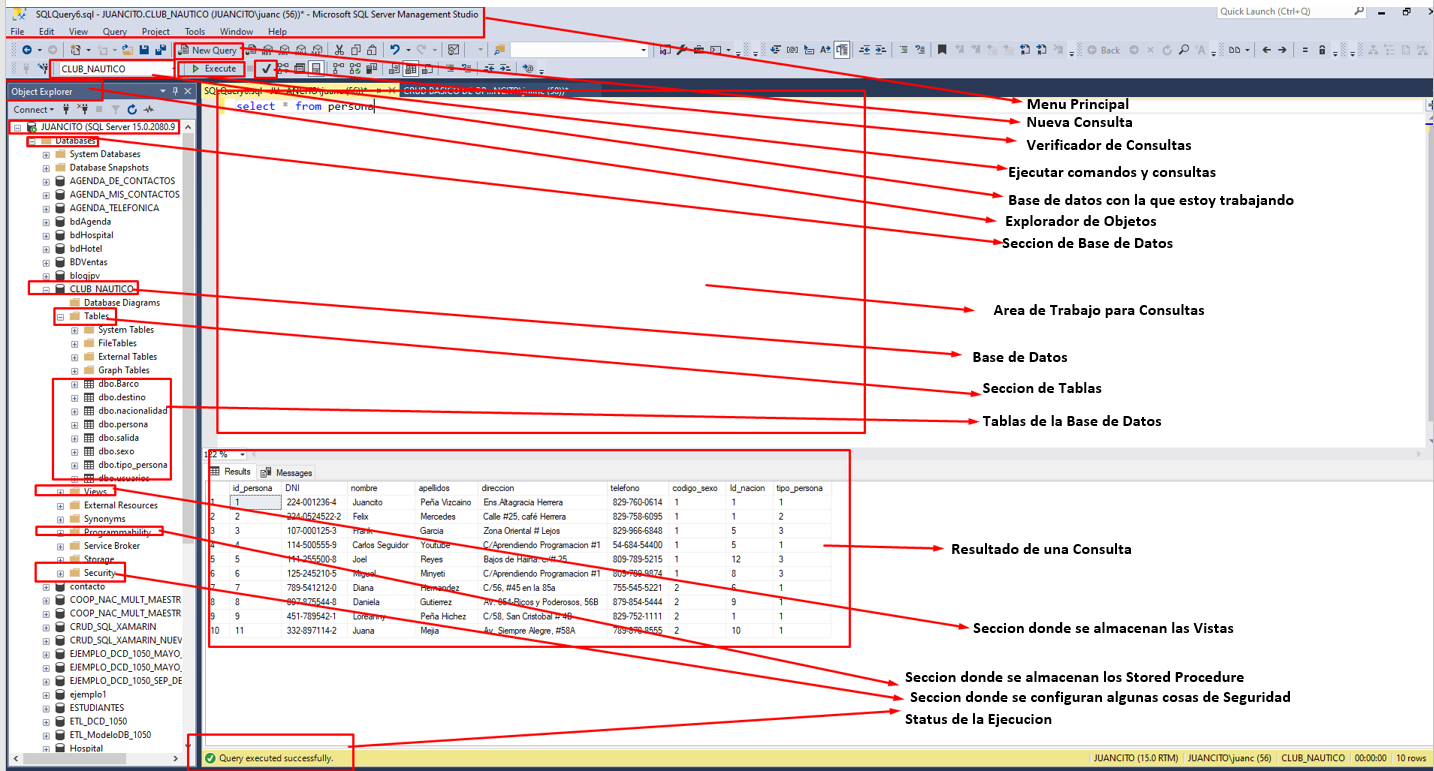 SQLQuery6.sql - JUANCITO.CLUB_NAUTICO (JUANCITO\juanc (56))* - Microsoft SQL Server Management Studio
Quick Launch (Ctrl+Q)
File Edit View Query Project Tools Window Help
New Query
Back
CLUB_NAUTICO
Execute
Object Explorer
CRUD BASICO DE OP...NCITO\juanc (58))*
select * from persona
Connect
JUANCITO (SQL Server 15.0.2080.9
Databases
System Databases
Database Snapshots
AGENDA_DE_CONTACTOS
AGENDA_MIS_CONTACTOS
AGENDA_TELEFONICA
bdAgenda
bdHospital
bdHotel
BDVentas
blogjpv
CLUB_NAUTICO
Database Diagrams
Tables
System Tables
FileTables
External Tables
Graph Tables
dbo.Barco
dbo.destino
dbo.nacionalidad
dbo.persona
dbo.salida
dbo.sexo
dbo.tipo_persona
dbo.usuarios
Views
External Resources
Synonyms
Programmability
Service Broker
Storage
Security
contacto
COOP_NAC_MULT_MAESTR
COOP_NAC_MULT_MAESTR
CRUD_SQL_XAMARIN
CRUD_SQL_XAMARIN_NUEV
EJEMPLO_DCD_1050_MAYO_
EJEMPLO_DCD_1050_MAYO_
EJEMPLO_DCD_1050_SEP_DE
ejemplo1
ESTUDIANTES
ETL_DCD_1050
ETL_ModeloDB_1050
Hospital
Menu Principal
Nueva Consulta
Verificador de Consultas
Ejecutar comandos y consultas
Base de datos con la que estoy trabajando
Explorador de Objetos
Seccion de Base de Datos
Area de Trabajo para Consultas
Base de Datos
Seccion de Tablas
Tablas de la Base de Datos
122 %
Results Messages
id_persona DNI nombre apellidos direccion telefono codigo_sexo Id_nacion tipo_persona
1 1 224-001236-4 Juancito Peña Vizcaino Ens.Altagracia Herrera 829-760-0614 1 1 1
2 2 224-0524522-2 Felix Mercedes Calle #25, café Herrera 829-758-6095 1 1 2
3 3 107-000125-3 Frank Garcia Zona Oriental # Lejos 829-966-6848 1 5 3
4 4 114-500505-9 Carlos Seguidor Youtube C/Aprendiendo Programacion #1 54-684-54400 1 5 1
5 5 111-255500-8 Joel Reyes Bajos de Haina. c/# 25 809-789-5215 1 12 3
6 6 125-245210-5 Miguel Minyeti C/Aprendiendo Programacion #1 809-789-9874 1 8 3
7 7 789-541212-0 Diana Hernandez C/56, #45 en la 85a 755-545-5221 2 6 1
8 8 897-875544-8 Daniela Gutierrez Av. 854-Ricos y Poderosos, 56B 879-854-5444 2 9 1
9 9 451-789542-1 Loreanny Peña Hichez C/58, San Cristobal # 4B 829-752-1111 2 1 1
10 11 332-897114-2 Juana Mejia Av. Siempre Alegre, #58A 789-878-8555 2 10 1
Resultado de una Consulta
Seccion donde se almacenan las Vistas
Seccion donde se almacenan los Stored Procedure
Seccion donde se configuran algunas cosas de Seguridad
Status de la Ejecucion
Query executed successfully.
JUANCITO (15.0 RTM) JUANCITO\juanc (56) CLUB_NAUTICO 00:00:00 10 rows